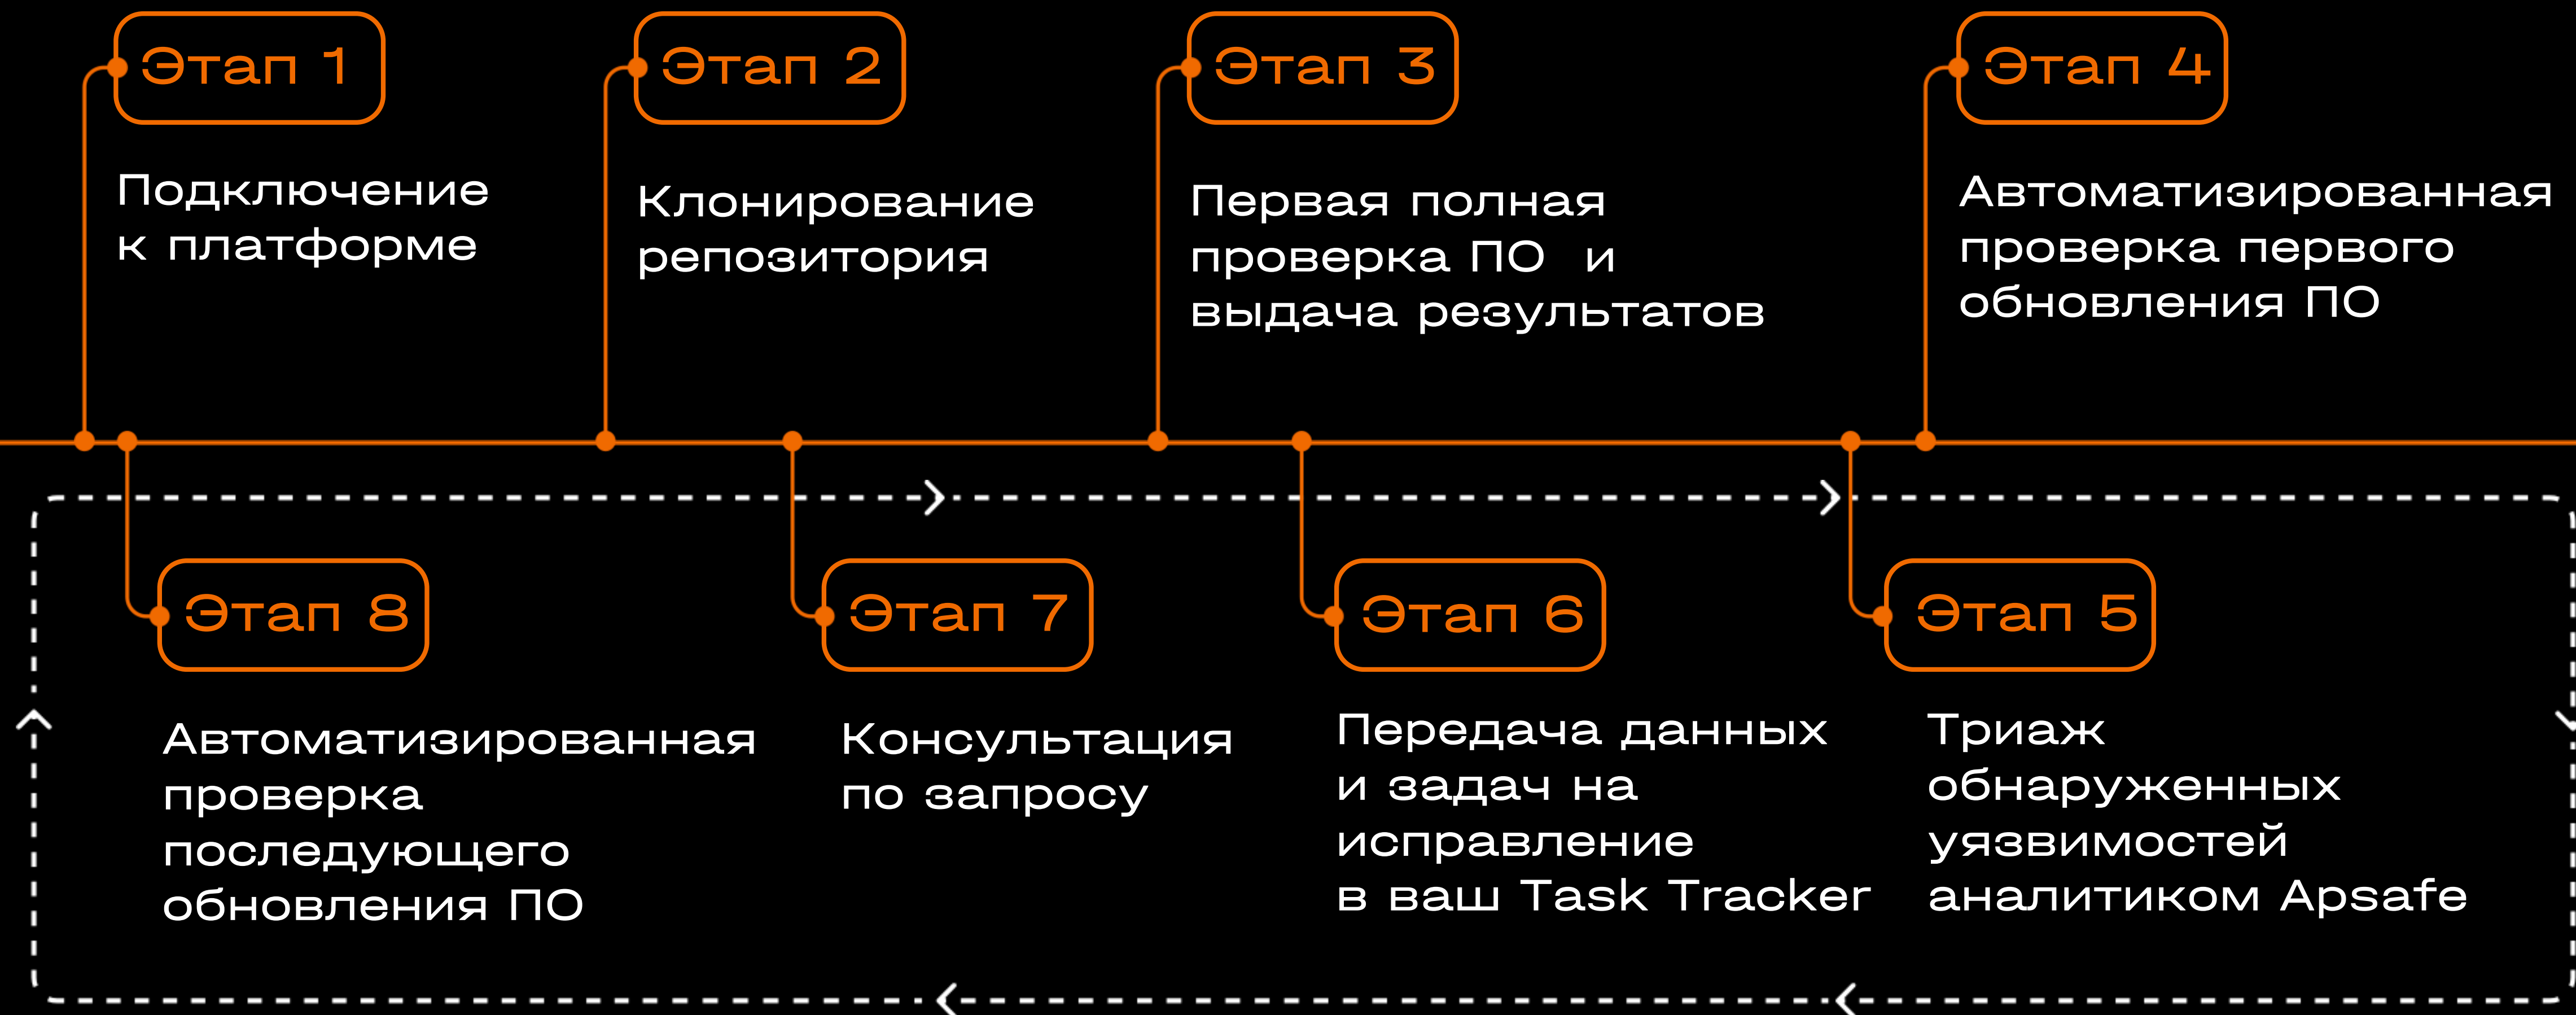 Этап 1
Подключение
к платформе
Этап 2
Клонирование
репозитория
Этап 3
Первая полная
проверка ПО и
выдача результатов
Этап 4
Автоматизированная
проверка первого
обновления ПО
Этап 8
Автоматизированная
проверка
последующего
обновления ПО
Этап 7
Консультация
по запросу
Этап 6
Передача данных
и задач на
исправление
в ваш Task Tracker
Этап 5
Триаж
обнаруженных
уязвимостей
аналитиком Apsafe